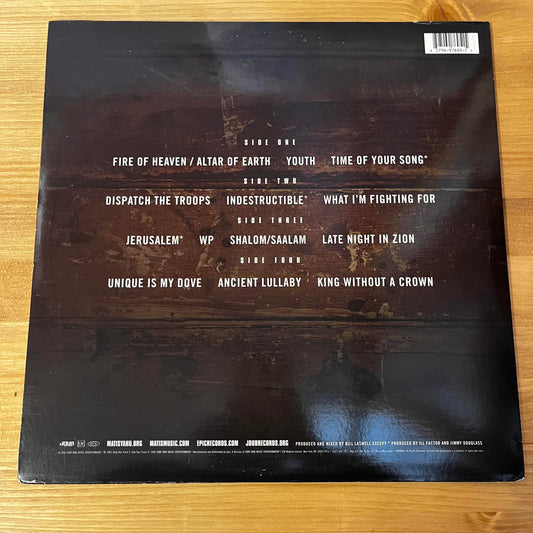 SIDE ONE
FIRE OF HEAVEN / ALTAR OF EARTH YOUTH TIME OF YOUR SONG*
SIDE TWO
DISPATCH THE TROOPS INDESTRUCTIBLE* WHAT I'M FIGHTING FOR
SIDE THREE
JERUSALEM* WP SHALOM/SAALAM LATE NIGHT IN ZION
SIDE FOUR
UNIQUE IS MY DOVE ANCIENT LULLABY KING WITHOUT A CROWN
JDUB MATISYAHU.ORG MATISMUSIC.COM EPICRECORDS.COM JDUBRECORDS.ORG PRODUCED AND MIXED BY BILL LASWELL EXCEPT * PRODUCED BY ILL FACTOR AND JIMMY DOUGLASS